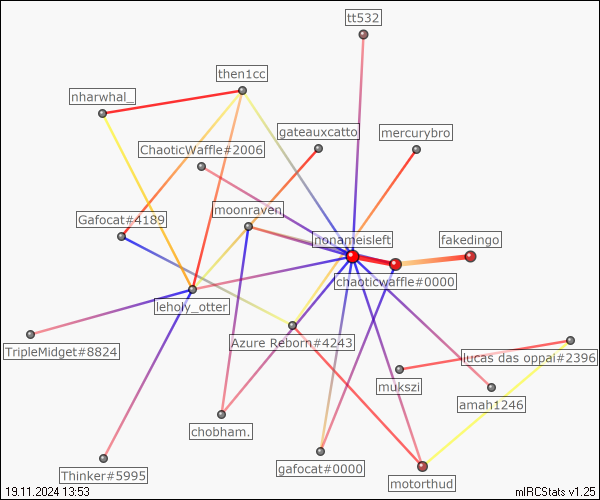 tt532
then1cc
nharwhal_
gateauxcatto
mercurybro
ChaoticWaffle#2006
moonraven
Gafocat#4189
nonameisleft
fakedingo
chaoticwaffle#0000
leholy_otter
Azure Reborn#4243
TripleMidget#8824
lucas das oppai#2396
mukszi
amah1246
chobham.
gafocat#0000
Thinker#5995
motorthud
19.11.2024 13:53
mIRCStats v1.25